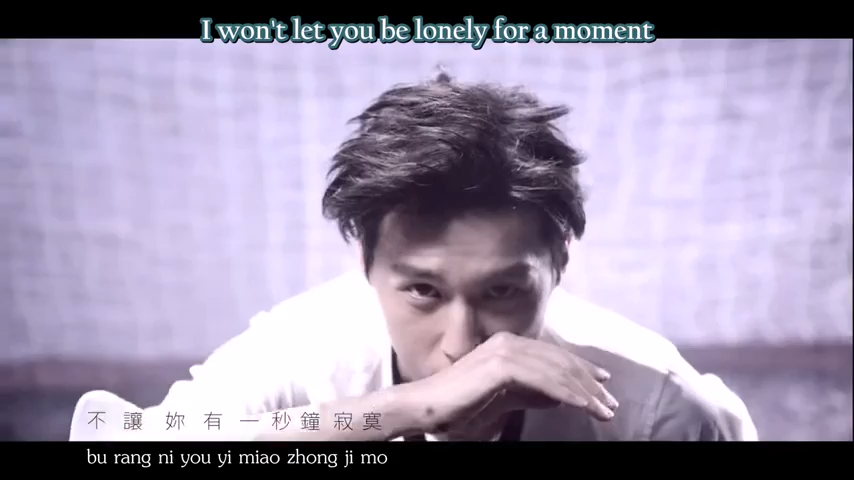 I won't let you be lonely for a moment
不 讓 妳 有 一 秒 鐘 寂 寞
bu rang ni you yi miao zhong ji mo